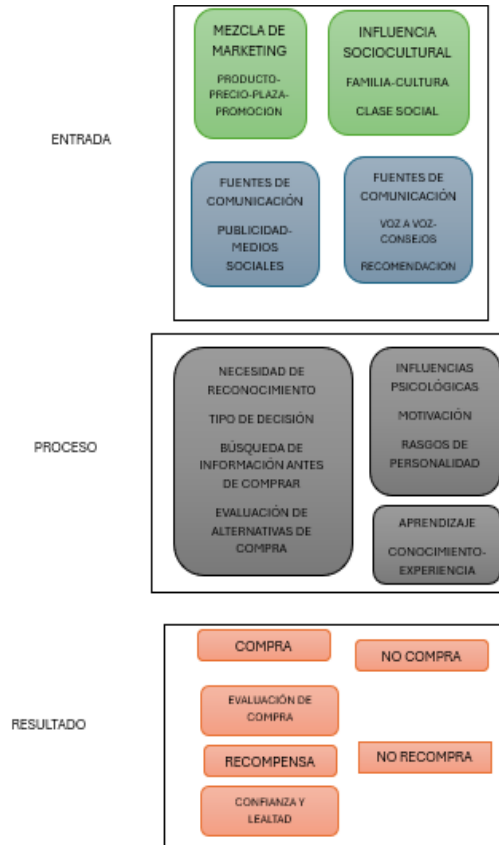 MEZCLA DE
MARKETING
PRODUCTO-
PRECIO-PLAZA-
PROMOCION
INFLUENCIA
SOCIOCULTURAL
FAMILIA-CULTURA
CLASE SOCIAL
ENTRADA
FUENTES DE
COMUNICACIÓN
PUBLICIDAD-
MEDIOS
SOCIALES
FUENTES DE
COMUNICACIÓN
VOZ A VOZ-
CONSEJOS
RECOMENDACION
PROCESO
NECESIDAD DE
RECONOCIMIENTO
TIPO DE DECISIÓN
BÚSQUEDA DE
INFORMACIÓN ANTES
DE COMPRAR
EVALUACIÓN DE
ALTERNATIVAS DE
COMPRA
INFLUENCIAS
PSICOLÓGICAS
MOTIVACIÓN
RASGOS DE
PERSONALIDAD
APRENDIZAJE
CONOCIMIENTO-
EXPERIENCIA
RESULTADO
COMPRA
NO COMPRA
EVALUACIÓN DE
COMPRA
RECOMPENSA
NO RECOMPRA
CONFIANZA Y
LEALTAD